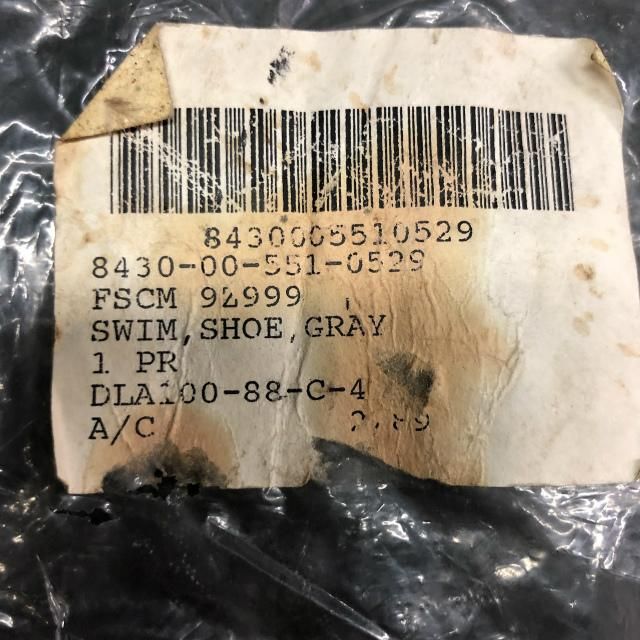 8430005510529
8430-00-551-0529
FSCM 92999
SWIM,SHOE,GRAY
1 PR
DLA100-88-C-4
A/C